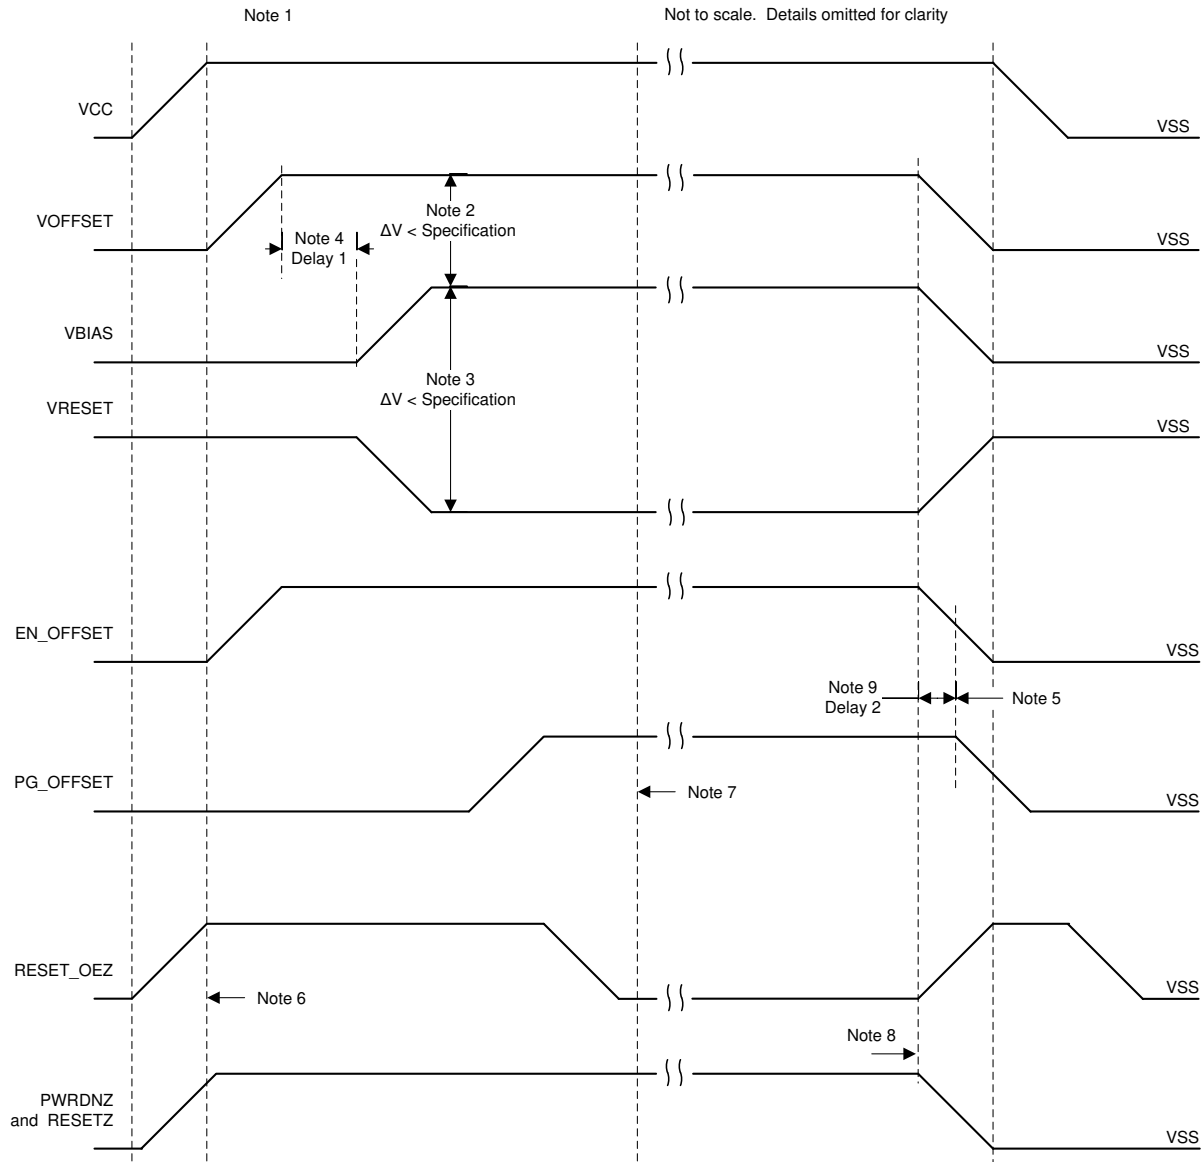 Note 1
Not to scale. Details omitted for clarity
VCC
VSS
VOFFSET
Note 4
Delay 1
Note 2
ΔV < Specification
VSS
VBIAS
VSS
Note 3
ΔV < Specification
VRESET
VSS
EN_OFFSET
VSS
Note 9
Delay 2
Note 5
PG_OFFSET
Note 7
VSS
RESET_OEZ
Note 6
VSS
Note 8
PWRDNZ
and RESETZ
VSS